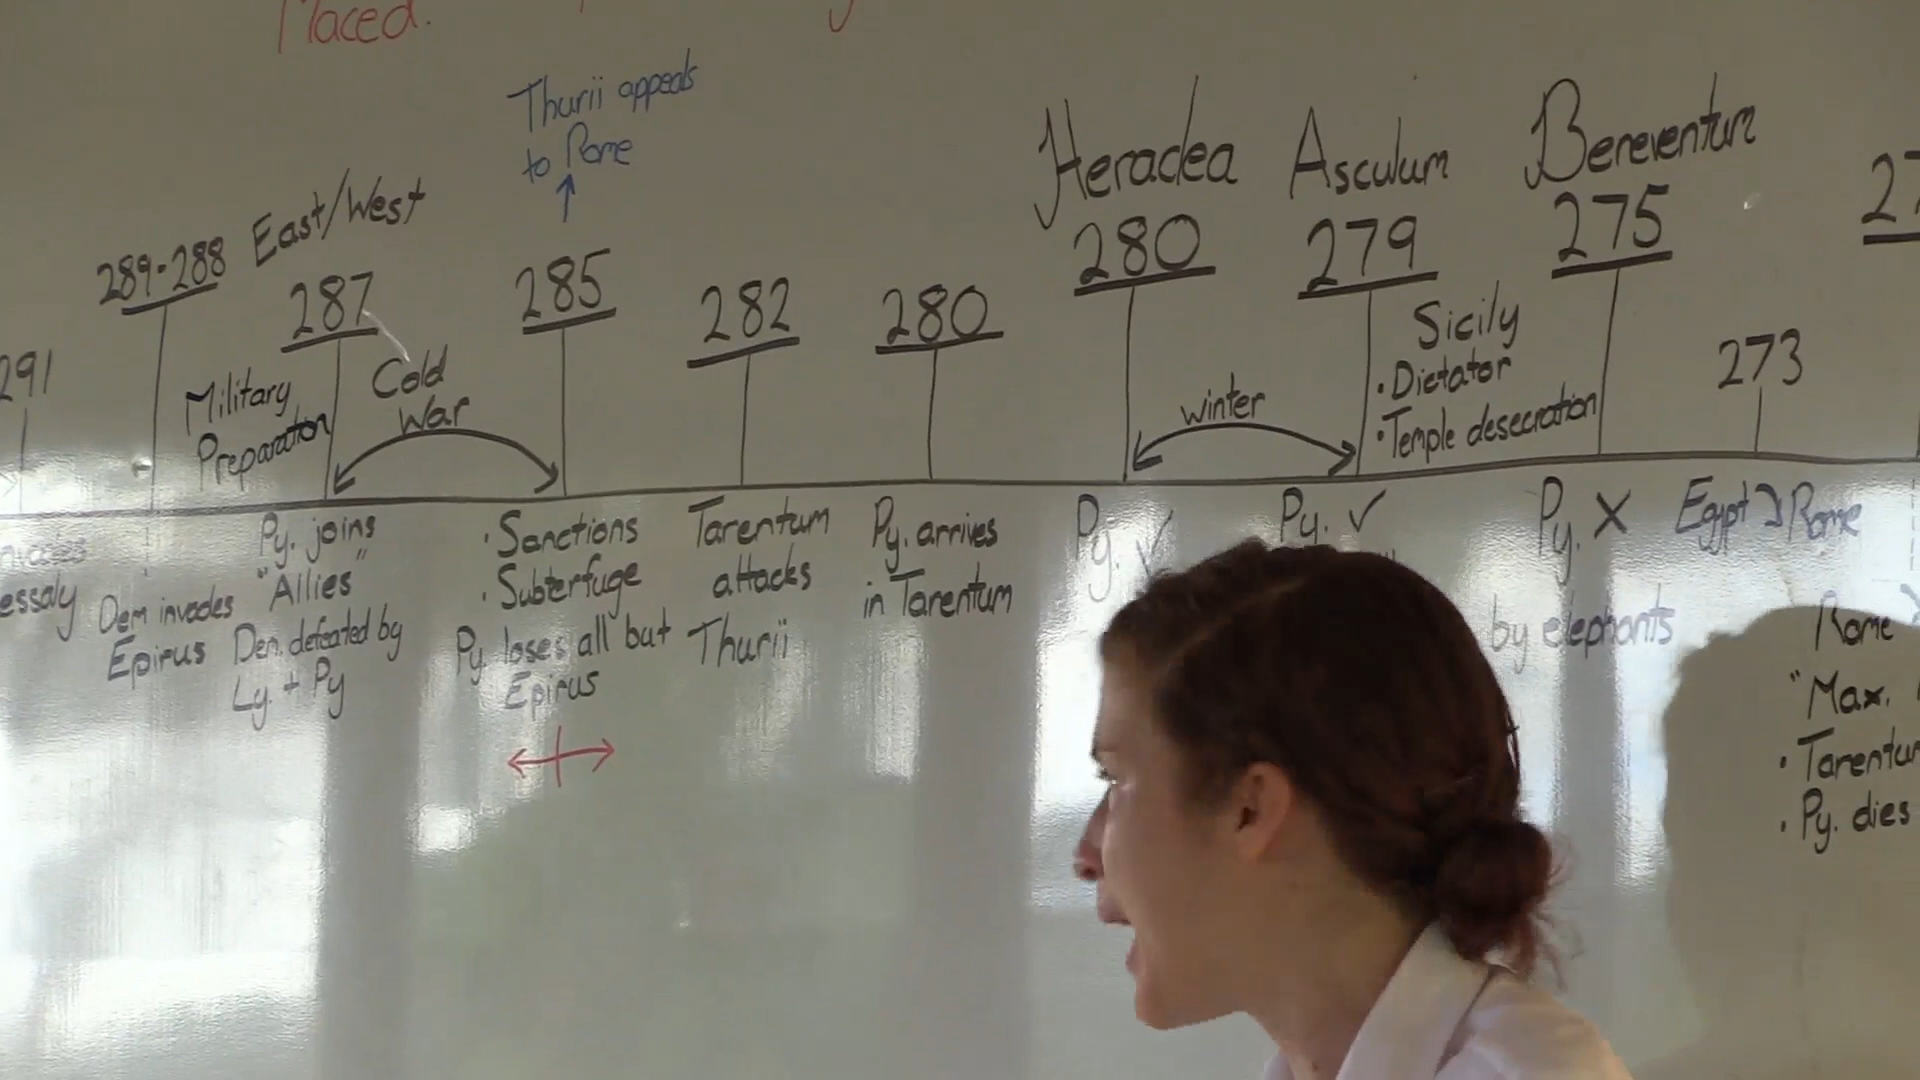 Maced.
Thurii appeals
to Rome
East/West
Heraclea
Asculum
Beneventum
291
289-288
287
285
282
280
280
279
275
273
27
Military
Preparation
Cold
War
winter
Sicily
• Dictator
• Temple desecration
essaly
Dem invades
Epirus
Py. joins
"Allies"
Dem. defeated by
Ly. + Py
• Sanctions
• Subterfuge
Py loses all but
Epirus
Tarentum
attacks
Thurii
Py. arrives
in Tarentum
Py. ✓
Py. ✓
Py. X
by elephants
Egypt Rome
Rome
"Max.
• Tarentum
• Py. dies